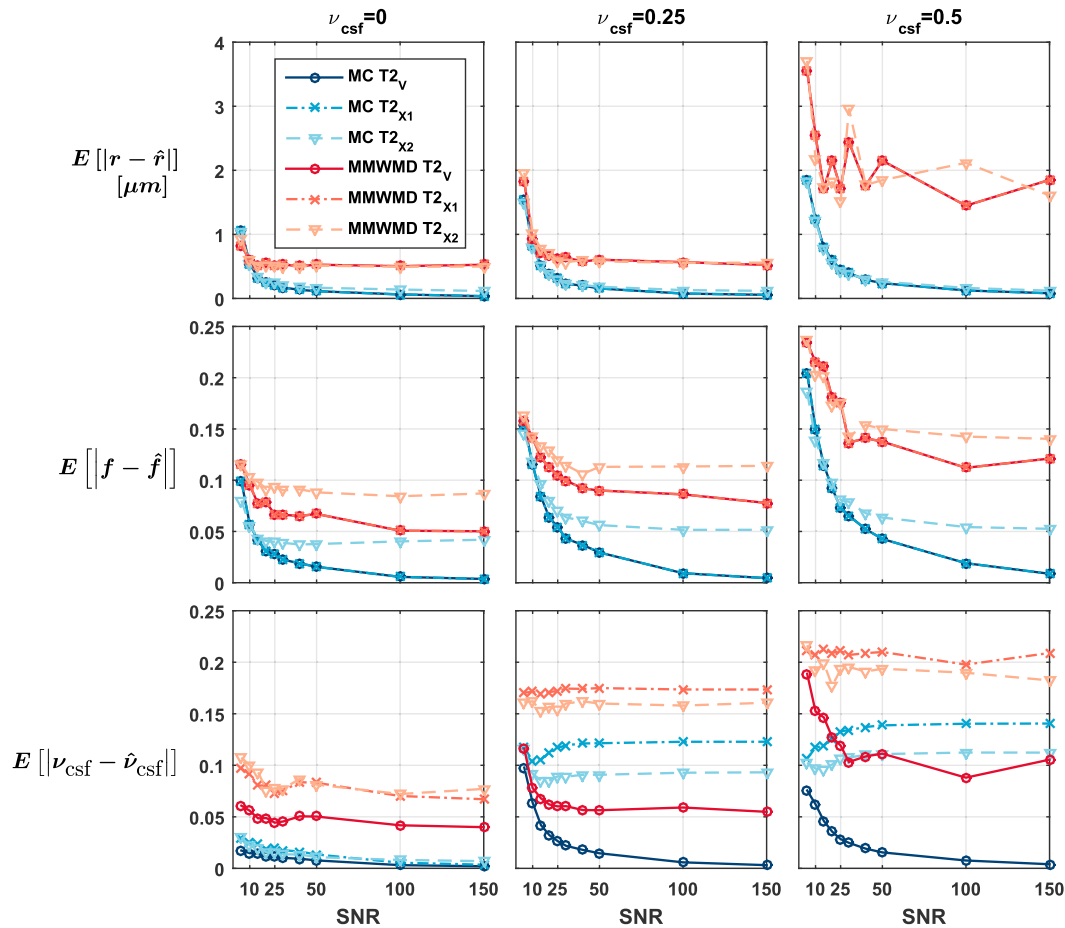 ν_csf=0 ν_csf=0.25 ν_csf=0.5
4
3
2
1
0
E [|r − r̂|]
[μm]
MC T2_V
MC T2_X1
MC T2_X2
MMWMD T2_V
MMWMD T2_X1
MMWMD T2_X2
0.25
0.2
0.15
0.1
0.05
0
E [|f − f̂|]
0.25
0.2
0.15
0.1
0.05
0
E [|ν_csf − ν̂_csf|]
10 25 50 100 150 10 25 50 100 150 10 25 50 100 150
SNR SNR SNR